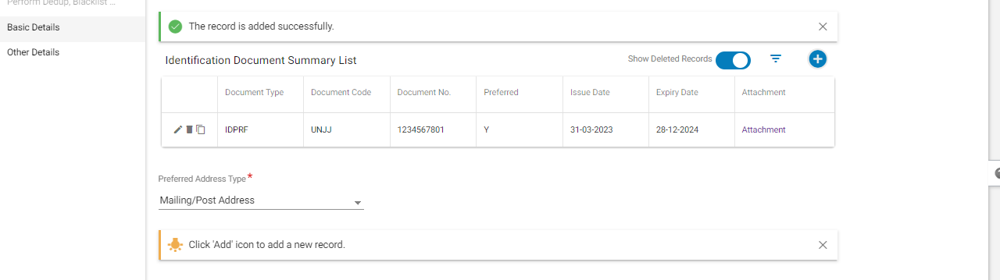 Perform Dedup, Blacklist ...
Basic Details
Other Details
The record is added successfully.
Identification Document Summary List
Show Deleted Records
Document Type Document Code Document No. Preferred Issue Date Expiry Date Attachment
IDPRF UNJJ 1234567801 Y 31-03-2023 28-12-2024 Attachment
Preferred Address Type*
Mailing/Post Address
Click 'Add' icon to add a new record.